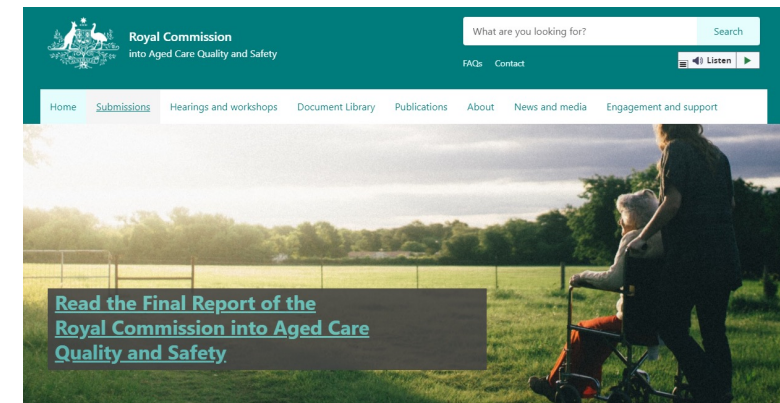 Royal Commission
into Aged Care Quality and Safety
What are you looking for?
Search
FAQs
Contact
Listen
Home
Submissions
Hearings and workshops
Document Library
Publications
About
News and media
Engagement and support
Read the Final Report of the
Royal Commission into Aged Care
Quality and Safety